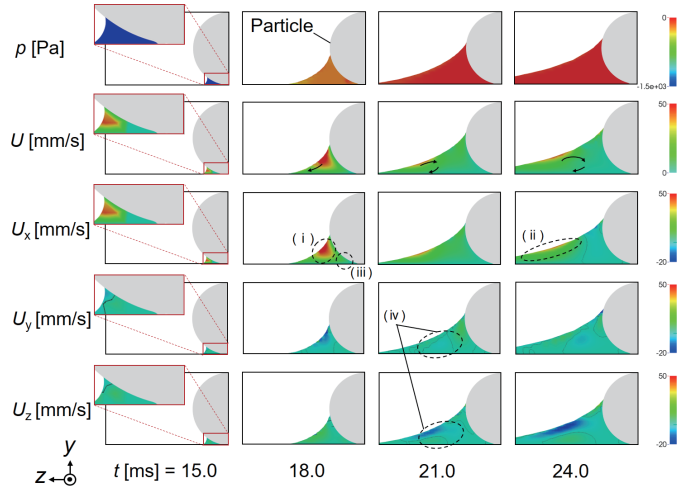 Particle
p [Pa]
0
-1.5e+03
U [mm/s]
50
0
Ux [mm/s]
( i )
( iii )
( ii )
50
-20
Uy [mm/s]
( iv )
50
-20
Uz [mm/s]
50
-20
y
z
t [ms] = 15.0 18.0 21.0 24.0